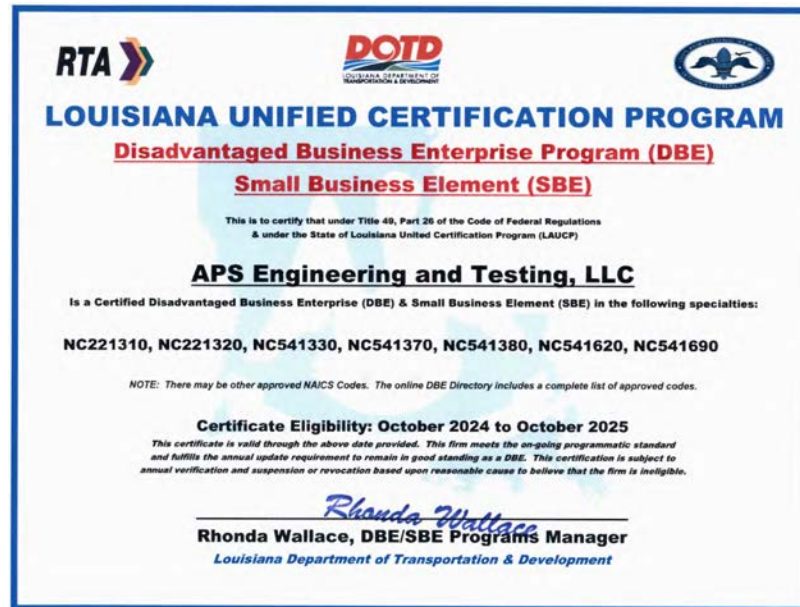 RTA
DOTD
LOUISIANA DEPARTMENT OF
TRANSPORTATION & DEVELOPMENT
LOUISIANA UNIFIED CERTIFICATION PROGRAM
Disadvantaged Business Enterprise Program (DBE)
Small Business Element (SBE)
This is to certify that under Title 49, Part 26 of the Code of Federal Regulations
& under the State of Louisiana United Certification Program (LAUCP)
APS Engineering and Testing, LLC
Is a Certified Disadvantaged Business Enterprise (DBE) & Small Business Element (SBE) in the following specialties:
NC221310, NC221320, NC541330, NC541370, NC541380, NC541620, NC541690
NOTE: There may be other approved NAICS Codes. The online DBE Directory includes a complete list of approved codes.
Certificate Eligibility: October 2024 to October 2025
This certificate is valid through the above date provided. This firm meets the on-going programmatic standard
and fulfills the annual update requirement to remain in good standing as a DBE. This certification is subject to
annual verification and suspension or revocation based upon reasonable cause to believe that the firm is ineligible.
Rhonda Wallace
Rhonda Wallace, DBE/SBE Programs Manager
Louisiana Department of Transportation & Development